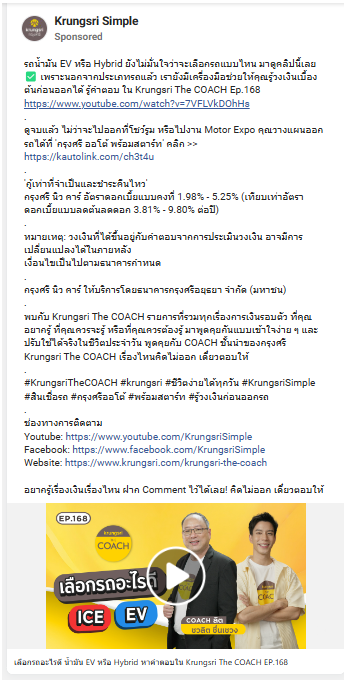 Krungsri Simple
Sponsored
รถน้ำมัน EV หรือ Hybrid ยังไม่มั่นใจว่าจะเลือกรถแบบไหน มาดูคลิปนี้เลย
✅ เพราะนอกจากประเภทรถแล้ว เรายังมีเครื่องมือช่วยให้คุณรู้วงเงินเบื้อง
ต้นก่อนออกได้ รู้คำตอบ ใน Krungsri The COACH Ep.168
https://www.youtube.com/watch?v=7VFLVkDOhHs
.
ดูจบแล้ว ไม่ว่าจะไปออกที่โชว์รูม หรือไปงาน Motor Expo คุณวางแผนออก
รถได้ที่ 'กรุงศรี ออโต้ พร้อมสตาร์ท' คลิก >>
https://kautolink.com/ch3t4u
.
'กู้เท่าที่จำเป็นและชำระคืนไหว'
กรุงศรี นิว คาร์ อัตราดอกเบี้ยแบบคงที่ 1.98% - 5.25% (เทียบเท่าอัตรา
ดอกเบี้ยแบบลดต้นลดดอก 3.81% - 9.80% ต่อปี)
.
หมายเหตุ: วงเงินที่ได้ขึ้นอยู่กับคำตอบจากการประเมินวงเงิน อาจมีการ
เปลี่ยนแปลงได้ในภายหลัง
เงื่อนไขเป็นไปตามธนาคารกำหนด
.
กรุงศรี นิว คาร์ ให้บริการโดยธนาคารกรุงศรีอยุธยา จำกัด (มหาชน)
.
พบกับ Krungsri The COACH รายการที่รวมทุกเรื่องการเงินรอบตัว ที่คุณ
อยากรู้ ที่คุณควรจะรู้ หรือที่คุณควรต้องรู้ มาพูดคุยกันแบบเข้าใจง่าย ๆ และ
ปรับใช้ได้จริงในชีวิตประจำวัน พูดคุยกับ COACH ชั้นนำของกรุงศรี
Krungsri The COACH เรื่องไหนคิดไม่ออก เดี๋ยวตอบให้
.
#KrungsriTheCOACH #krungsri #ชีวิตง่ายได้ทุกวัน #KrungsriSimple
#สินเชื่อรถ #กรุงศรีออโต้ #พร้อมสตาร์ท #รู้วงเงินก่อนออกรถ
.
ช่องทางการติดตาม
Youtube: https://www.youtube.com/KrungsriSimple
Facebook: https://www.facebook.com/KrungsriSimple
Website: https://www.krungsri.com/krungsri-the-coach
อยากรู้เรื่องเงินเรื่องไหน ฝาก Comment ไว้ได้เลย! คิดไม่ออก เดี๋ยวตอบให้
EP.168
krungsri
The
COACH
เลือกรถอะไรดี
ICE EV
COACH ลิต
ชวลิต ชื่นแขวง
เลือกรถอะไรดี น้ำมัน EV หรือ Hybrid หาคำตอบใน Krungsri The COACH EP.168